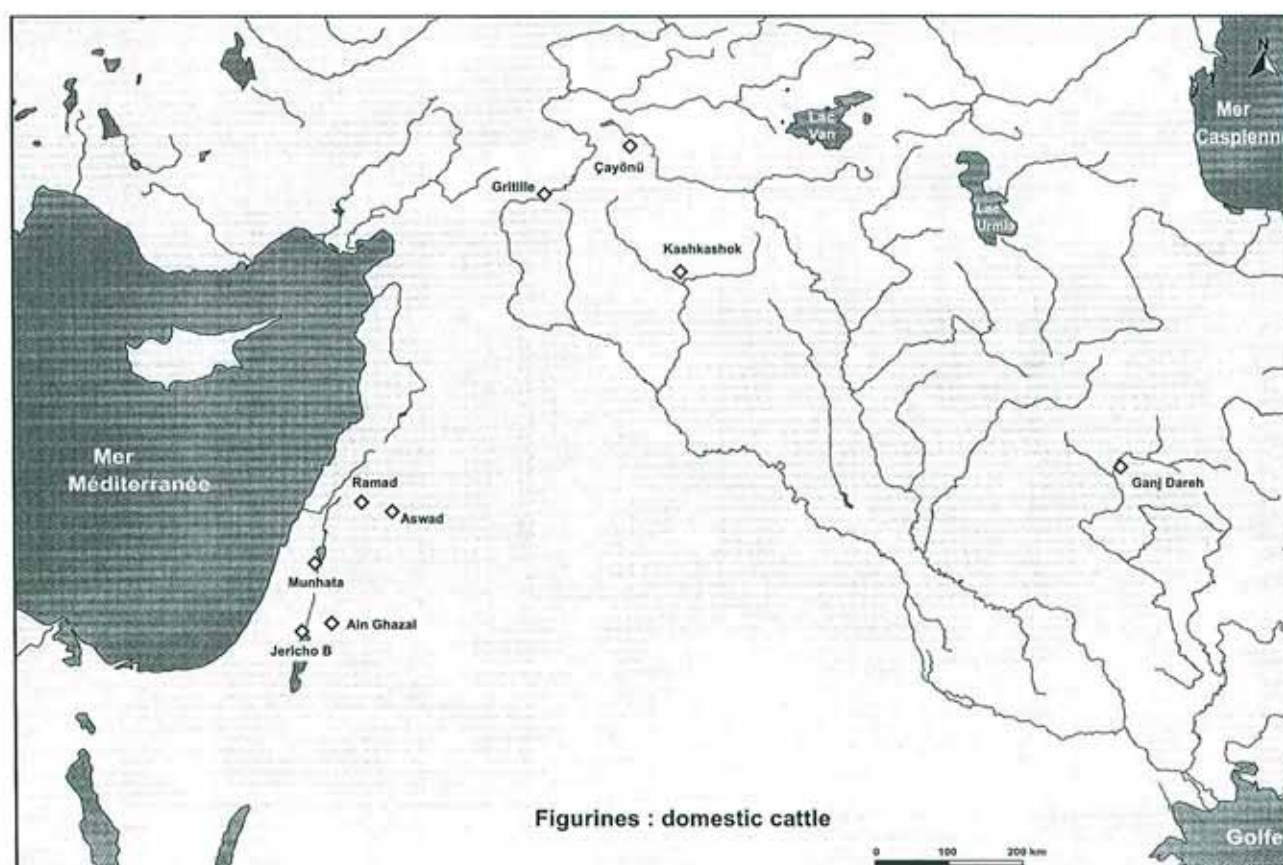 N
Mer
Caspienne
Lac
Van
Çayönü
Gritille
Lac
Urmia
Kashkashok
Mer
Méditerranée
Ramad
Aswad
Ganj Dareh
Munhata
Ain Ghazal
Jericho B
Figurines : domestic cattle
Golfe
0 100 200 km